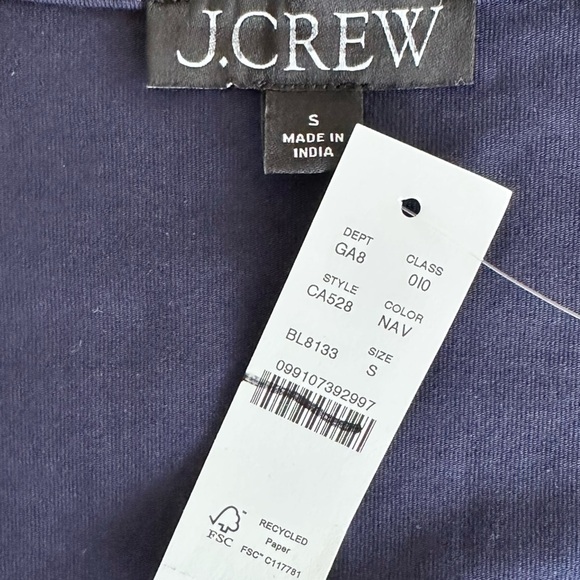 J.CREW
S
MADE IN
INDIA
DEPT CLASS
GA8 010
STYLE COLOR
CA528 NAV
BL8133 SIZE
S
099107392997
FSC
RECYCLED
Paper
FSC™ C117781